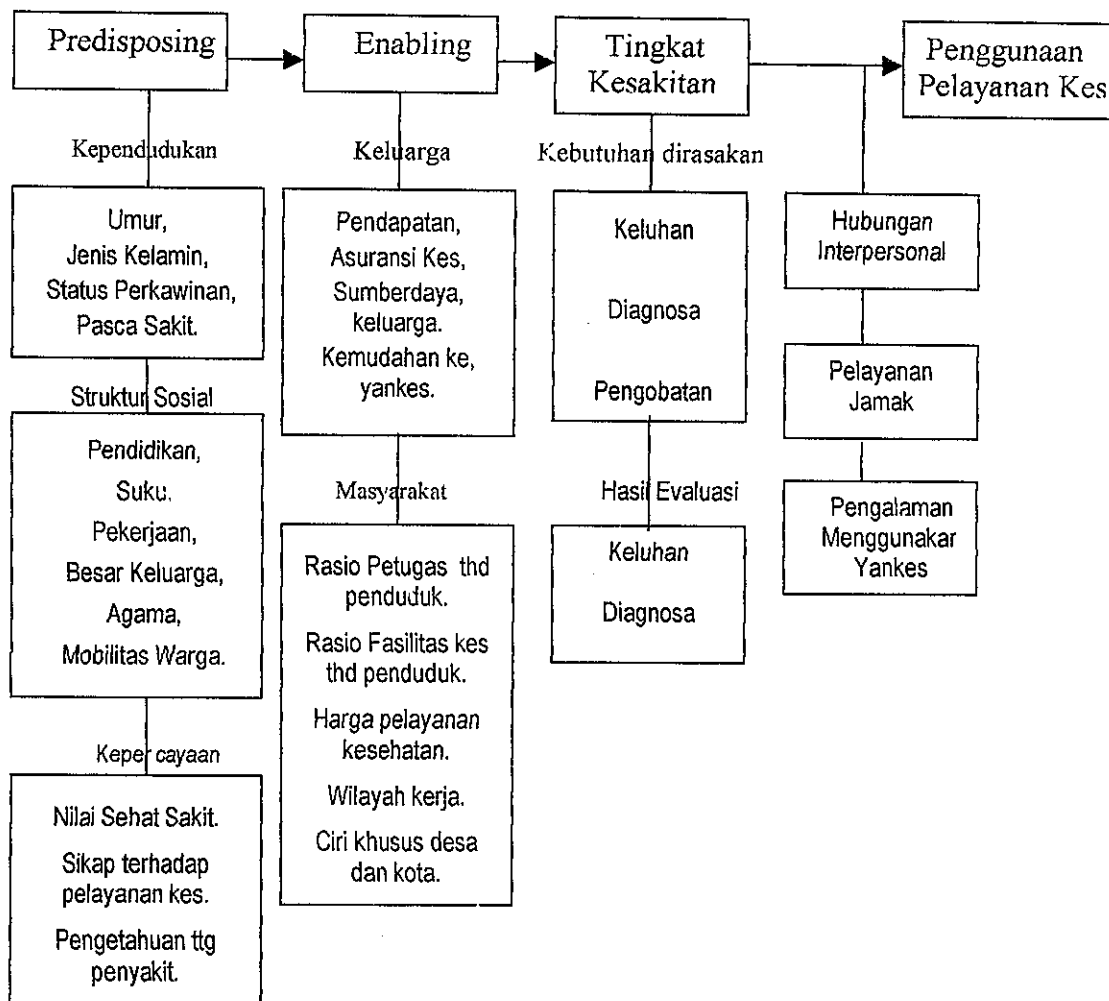 Predisposing
Enabling
Tingkat
Kesakitan
Penggunaan
Pelayanan Kes
Kependudukan
Umur,
Jenis Kelamin,
Status Perkawinan,
Pasca Sakit.
Struktur Sosial
Pendidikan,
Suku.
Pekerjaan,
Besar Keluarga,
Agama,
Mobilitas Warga.
Kepercayaan
Nilai Sehat Sakit.
Sikap terhadap
pelayanan kes.
Pengetahuan ttg
penyakit.
Keluarga
Pendapatan,
Asuransi Kes,
Sumberdaya,
keluarga.
Kemudahan ke,
yankes.
Masyarakat
Rasio Petugas thd
penduduk.
Rasio Fasilitas kes
thd penduduk.
Harga pelayanan
kesehatan.
Wilayah kerja.
Ciri khusus desa
dan kota.
Kebutuhan dirasakan
Keluhan
Diagnosa
Pengobatan
Hasil Evaluasi
Keluhan
Diagnosa
Hubungan
Interpersonal
Pelayanan
Jamak
Pengalaman
Menggunakar
Yankes